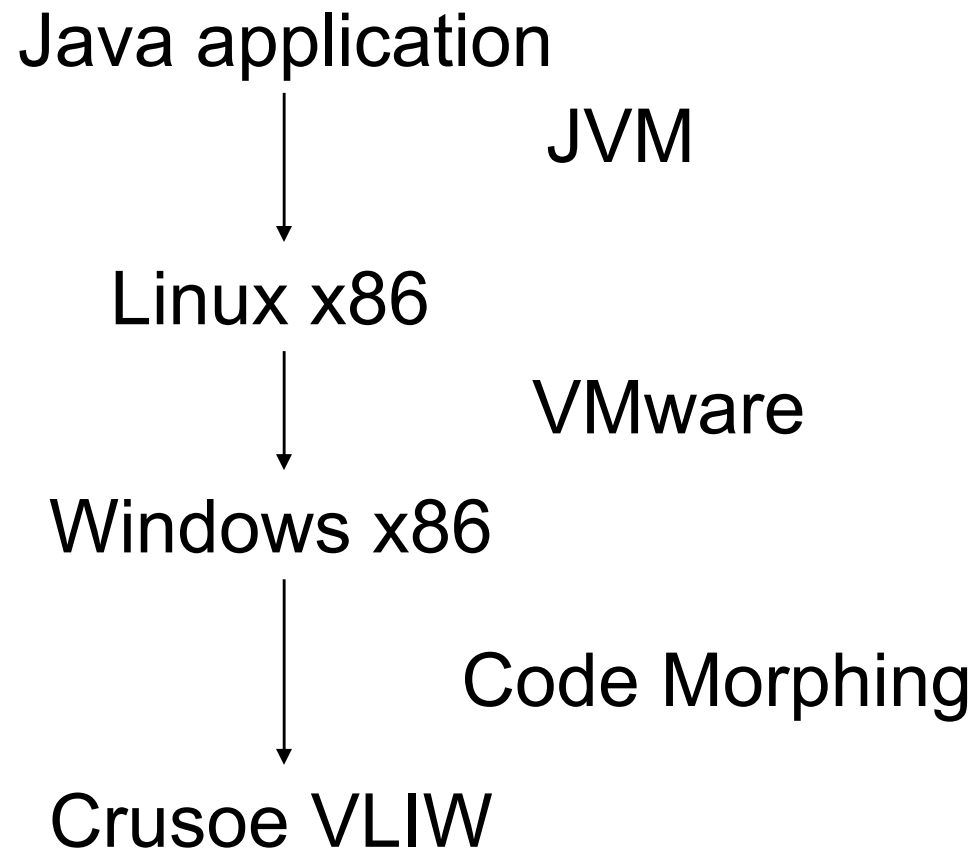 Java application
JVM
Linux x86
VMware
Windows x86
Code Morphing
Crusoe VLIW